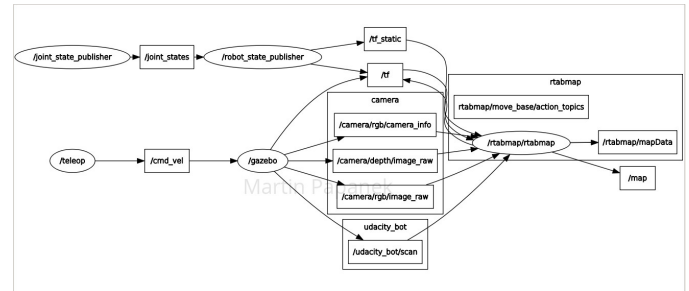 /tf_static
/joint_state_publisher
/joint_states
/robot_state_publisher
/tf
rtabmap
camera
rtabmap/move_base/action_topics
/camera/rgb/camera_info
/rtabmap/rtabmap
/rtabmap/mapData
/teleop
/cmd_vel
/gazebo
/camera/depth/image_raw
/map
Martin Papanek
/camera/rgb/image_raw
udacity_bot
/udacity_bot/scan